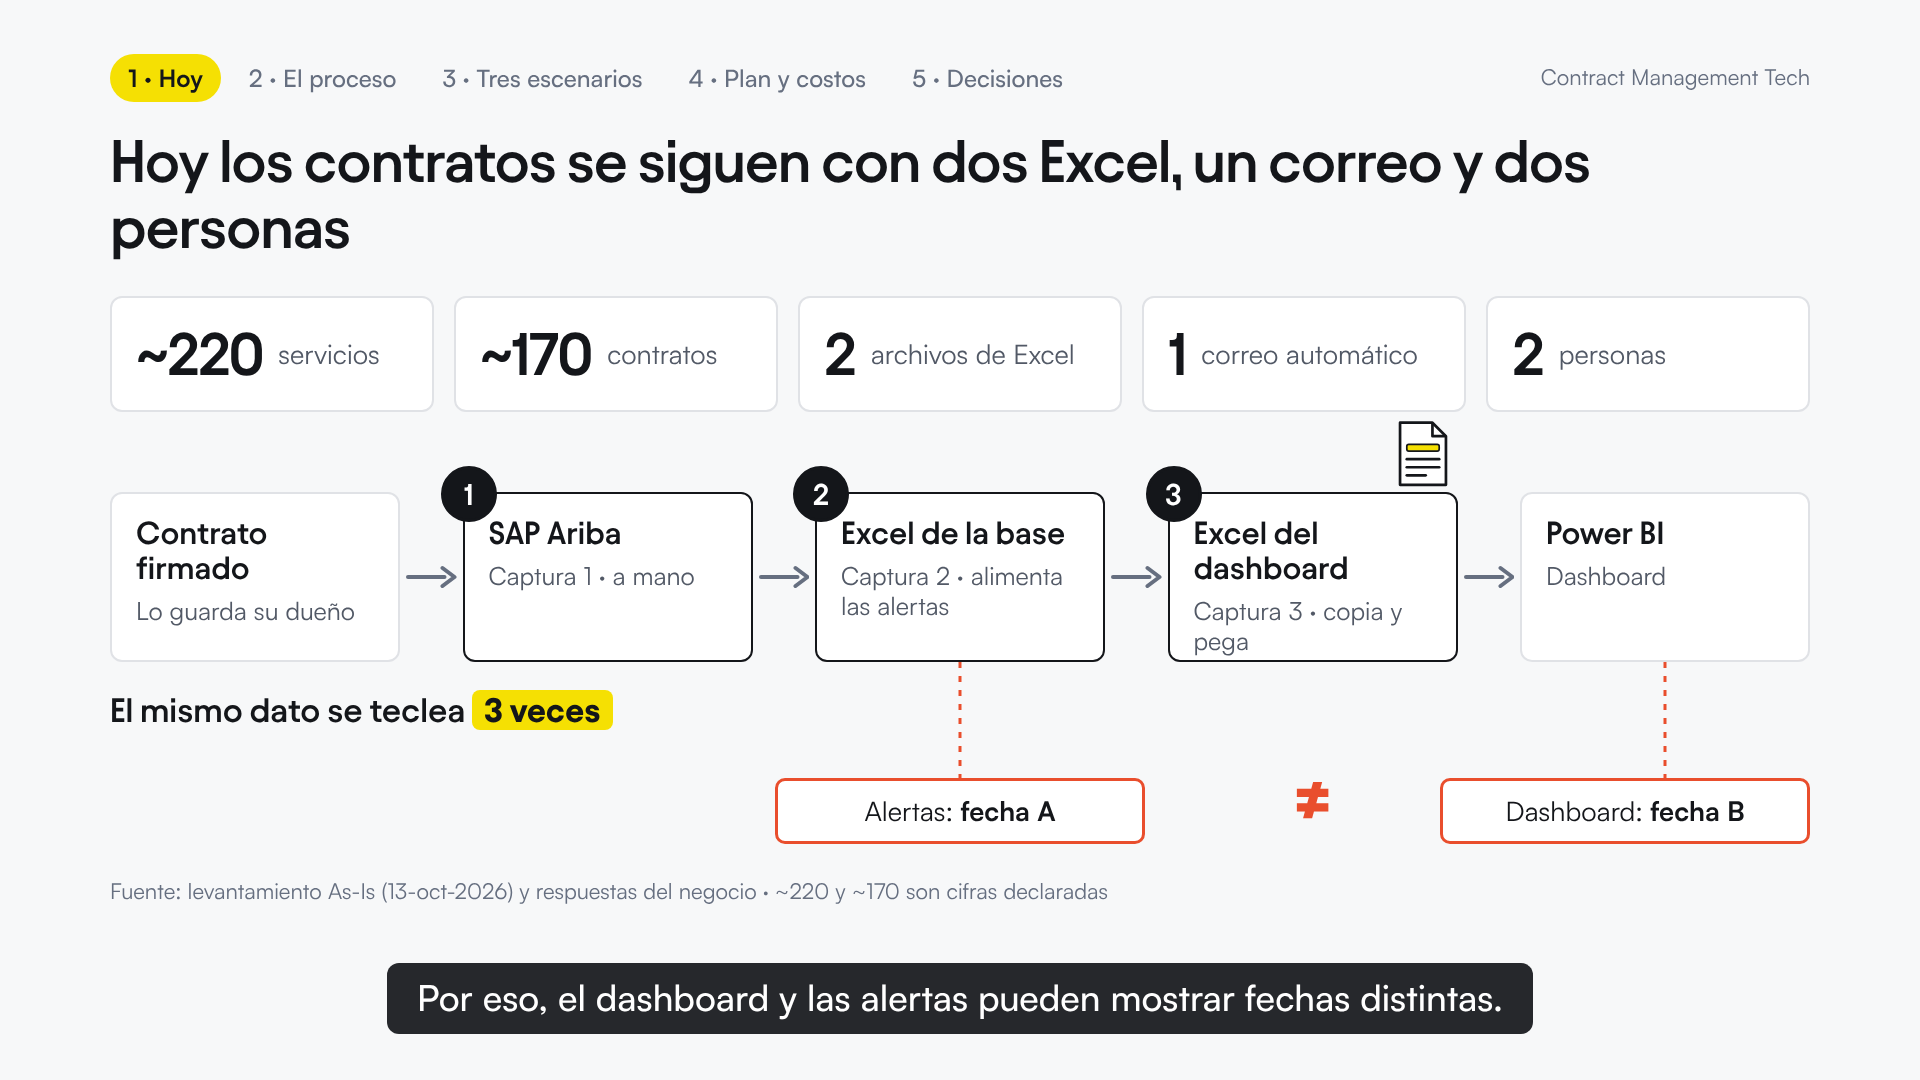 1 · Hoy
2 · El proceso
3 · Tres escenarios
4 · Plan y costos
5 · Decisiones
Contract Management Tech
Hoy los contratos se siguen con dos Excel, un correo y dos
personas
~220 servicios
~170 contratos
2 archivos de Excel
1 correo automático
2 personas
Contrato
firmado
Lo guarda su dueño
1
SAP Ariba
Captura 1 · a mano
2
Excel de la base
Captura 2 · alimenta
las alertas
3
Excel del
dashboard
Captura 3 · copia y
pega
Power BI
Dashboard
El mismo dato se teclea 3 veces
Alertas: fecha A
≠
Dashboard: fecha B
Fuente: levantamiento As-Is (13-oct-2026) y respuestas del negocio · ~220 y ~170 son cifras declaradas
Por eso, el dashboard y las alertas pueden mostrar fechas distintas.